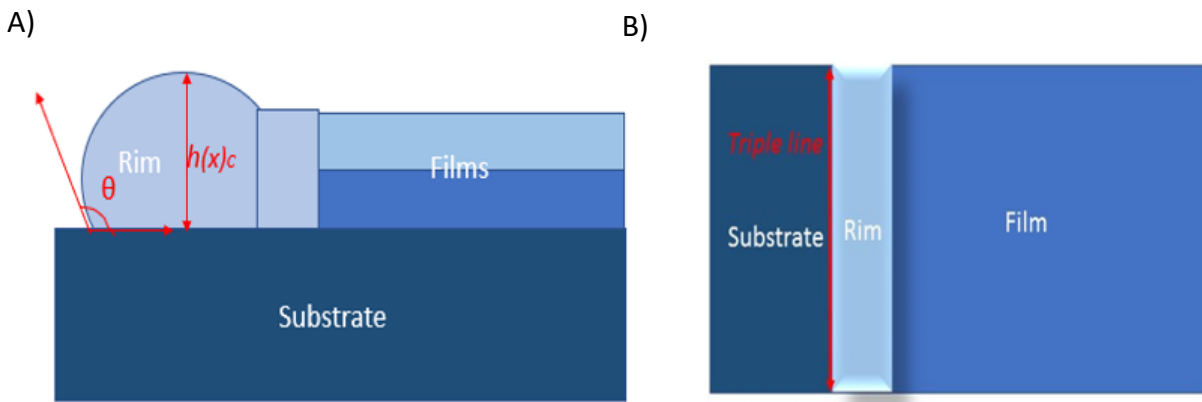 A)
B)
Rim
h(x)c
θ
Films
Substrate
Triple line
Substrate
Rim
Film